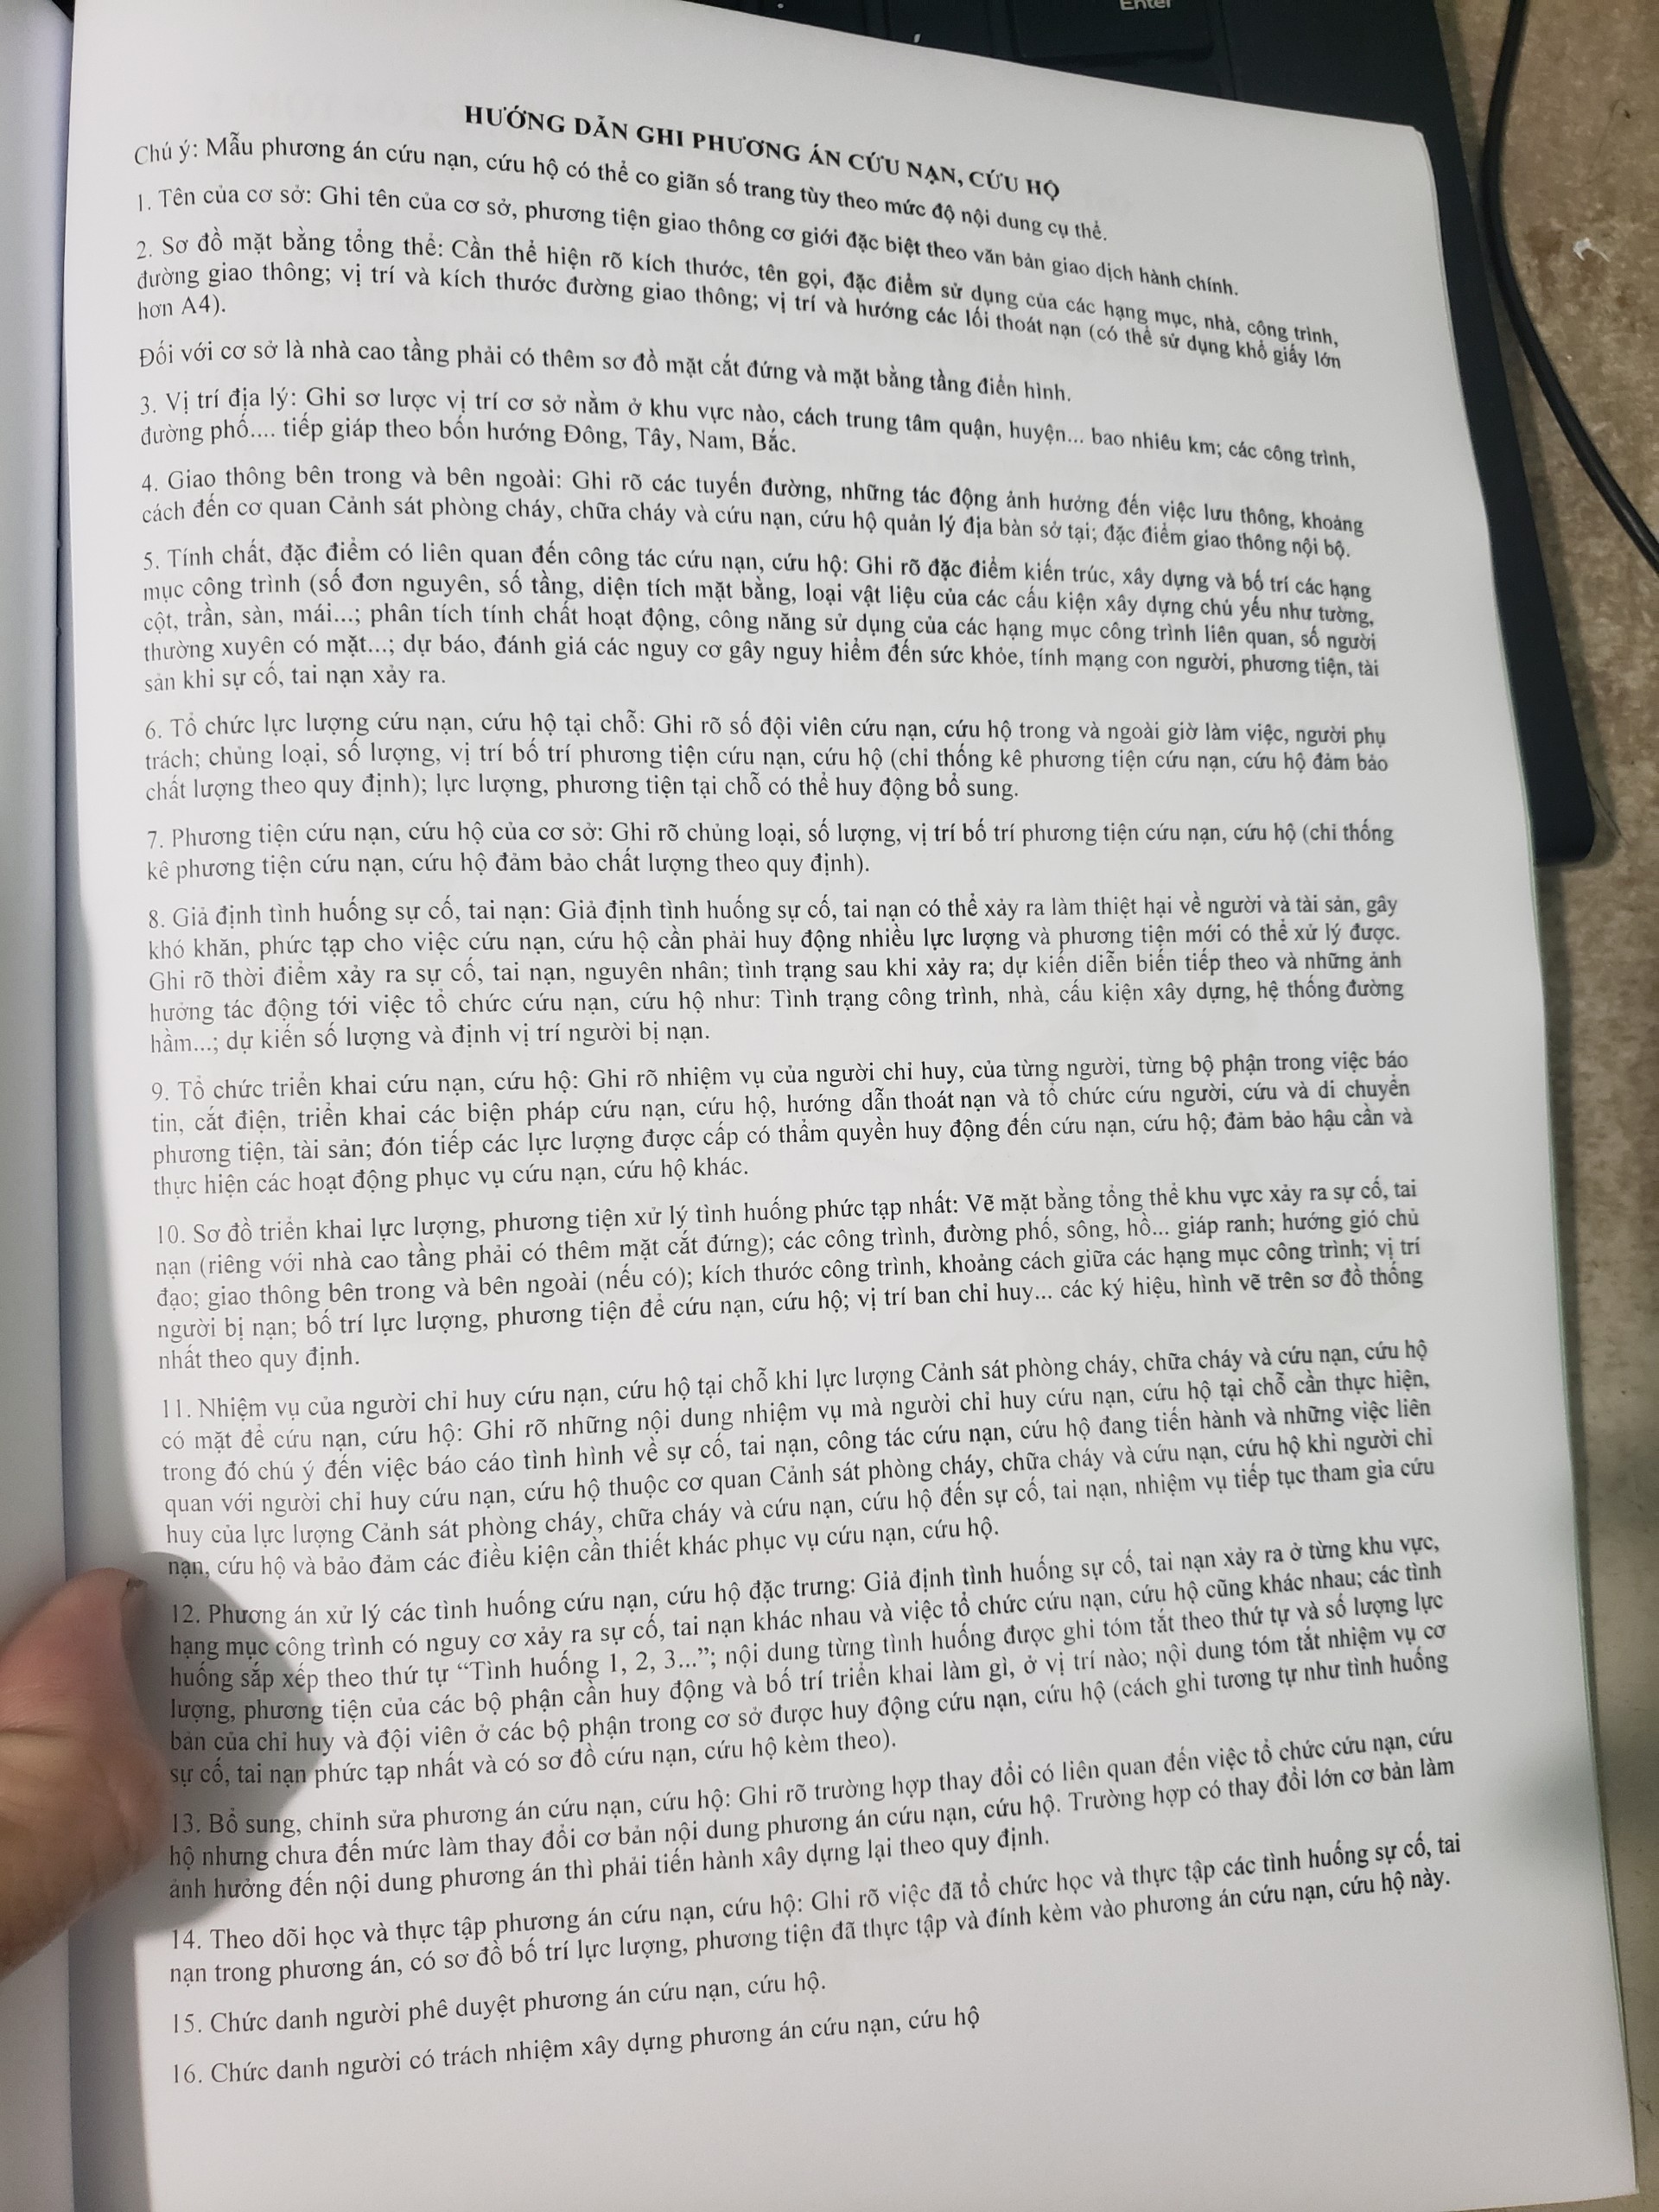 Enter
HƯỚNG DẪN GHI PHƯƠNG ÁN CỨU NẠN, CỨU HỘ
Chú ý: Mẫu phương án cứu nạn, cứu hộ có thể co giãn số trang tùy theo mức độ nội dung cụ thể.
1. Tên của cơ sở: Ghi tên của cơ sở, phương tiện giao thông cơ giới đặc biệt theo văn bản giao dịch hành chính.
2. Sơ đồ mặt bằng tổng thể: Cần thể hiện rõ kích thước, tên gọi, đặc điểm sử dụng của các hạng mục, nhà, công trình,
đường giao thông; vị trí và kích thước đường giao thông; vị trí và hướng các lối thoát nạn (có thể sử dụng khổ giấy lớn
hơn A4).
Đối với cơ sở là nhà cao tầng phải có thêm sơ đồ mặt cắt đứng và mặt bằng tầng điển hình.
3. Vị trí địa lý: Ghi sơ lược vị trí cơ sở nằm ở khu vực nào, cách trung tâm quận, huyện... bao nhiêu km; các công trình,
đường phố.... tiếp giáp theo bốn hướng Đông, Tây, Nam, Bắc.
4. Giao thông bên trong và bên ngoài: Ghi rõ các tuyến đường, những tác động ảnh hưởng đến việc lưu thông, khoảng
cách đến cơ quan Cảnh sát phòng cháy, chữa cháy và cứu nạn, cứu hộ quản lý địa bàn sở tại; đặc điểm giao thông nội bộ.
5. Tính chất, đặc điểm có liên quan đến công tác cứu nạn, cứu hộ: Ghi rõ đặc điểm kiến trúc, xây dựng và bố trí các hạng
mục công trình (số đơn nguyên, số tầng, diện tích mặt bằng, loại vật liệu của các cấu kiện xây dựng chủ yếu như tường,
cột, trần, sàn, mái...; phân tích tính chất hoạt động, công năng sử dụng của các hạng mục công trình liên quan, số người
thường xuyên có mặt...; dự báo, đánh giá các nguy cơ gây nguy hiểm đến sức khỏe, tính mạng con người, phương tiện, tài
sản khi sự cố, tai nạn xảy ra.
6. Tổ chức lực lượng cứu nạn, cứu hộ tại chỗ: Ghi rõ số đội viên cứu nạn, cứu hộ trong và ngoài giờ làm việc, người phụ
trách; chủng loại, số lượng, vị trí bố trí phương tiện cứu nạn, cứu hộ (chỉ thống kê phương tiện cứu nạn, cứu hộ đảm bảo
chất lượng theo quy định); lực lượng, phương tiện tại chỗ có thể huy động bổ sung.
7. Phương tiện cứu nạn, cứu hộ của cơ sở: Ghi rõ chủng loại, số lượng, vị trí bố trí phương tiện cứu nạn, cứu hộ (chỉ thống
kê phương tiện cứu nạn, cứu hộ đảm bảo chất lượng theo quy định).
8. Giả định tình huống sự cố, tai nạn: Giả định tình huống sự cố, tai nạn có thể xảy ra làm thiệt hại về người và tài sản, gây
khó khăn, phức tạp cho việc cứu nạn, cứu hộ cần phải huy động nhiều lực lượng và phương tiện mới có thể xử lý được.
Ghi rõ thời điểm xảy ra sự cố, tai nạn, nguyên nhân; tình trạng sau khi xảy ra; dự kiến diễn biến tiếp theo và những ảnh
hưởng tác động tới việc tổ chức cứu nạn, cứu hộ như: Tình trạng công trình, nhà, cấu kiện xây dựng, hệ thống đường
hầm...; dự kiến số lượng và định vị trí người bị nạn.
9. Tổ chức triển khai cứu nạn, cứu hộ: Ghi rõ nhiệm vụ của người chỉ huy, của từng người, từng bộ phận trong việc báo
tin, cắt điện, triển khai các biện pháp cứu nạn, cứu hộ, hướng dẫn thoát nạn và tổ chức cứu người, cứu và di chuyển
phương tiện, tài sản; đón tiếp các lực lượng được cấp có thẩm quyền huy động đến cứu nạn, cứu hộ; đảm bảo hậu cần và
thực hiện các hoạt động phục vụ cứu nạn, cứu hộ khác.
10. Sơ đồ triển khai lực lượng, phương tiện xử lý tình huống phức tạp nhất: Vẽ mặt bằng tổng thể khu vực xảy ra sự cố, tai
nạn (riêng với nhà cao tầng phải có thêm mặt cắt đứng); các công trình, đường phố, sông, hồ... giáp ranh; hướng gió chủ
đạo; giao thông bên trong và bên ngoài (nếu có); kích thước công trình, khoảng cách giữa các hạng mục công trình; vị trí
người bị nạn; bố trí lực lượng, phương tiện để cứu nạn, cứu hộ; vị trí ban chỉ huy... các ký hiệu, hình vẽ trên sơ đồ thống
nhất theo quy định.
11. Nhiệm vụ của người chỉ huy cứu nạn, cứu hộ tại chỗ khi lực lượng Cảnh sát phòng cháy, chữa cháy và cứu nạn, cứu hộ
có mặt để cứu nạn, cứu hộ: Ghi rõ những nội dung nhiệm vụ mà người chỉ huy cứu nạn, cứu hộ tại chỗ cần thực hiện,
trong đó chú ý đến việc báo cáo tình hình về sự cố, tai nạn, công tác cứu nạn, cứu hộ đang tiến hành và những việc liên
quan với người chỉ huy cứu nạn, cứu hộ thuộc cơ quan Cảnh sát phòng cháy, chữa cháy và cứu nạn, cứu hộ khi người chỉ
huy của lực lượng Cảnh sát phòng cháy, chữa cháy và cứu nạn, cứu hộ đến sự cố, tai nạn, nhiệm vụ tiếp tục tham gia cứu
nạn, cứu hộ và bảo đảm các điều kiện cần thiết khác phục vụ cứu nạn, cứu hộ.
12. Phương án xử lý các tình huống cứu nạn, cứu hộ đặc trưng: Giả định tình huống sự cố, tai nạn xảy ra ở từng khu vực,
hạng mục công trình có nguy cơ xảy ra sự cố, tai nạn khác nhau và việc tổ chức cứu nạn, cứu hộ cũng khác nhau; các tình
huống sắp xếp theo thứ tự “Tình huống 1, 2, 3...”; nội dung từng tình huống được ghi tóm tắt theo thứ tự và số lượng lực
lượng, phương tiện của các bộ phận cần huy động và bố trí triển khai làm gì, ở vị trí nào; nội dung tóm tắt nhiệm vụ cơ
bản của chỉ huy và đội viên ở các bộ phận trong cơ sở được huy động cứu nạn, cứu hộ (cách ghi tương tự như tình huống
sự cố, tai nạn phức tạp nhất và có sơ đồ cứu nạn, cứu hộ kèm theo).
13. Bổ sung, chỉnh sửa phương án cứu nạn, cứu hộ: Ghi rõ trường hợp thay đổi có liên quan đến việc tổ chức cứu nạn, cứu
hộ nhưng chưa đến mức làm thay đổi cơ bản nội dung phương án cứu nạn, cứu hộ. Trường hợp có thay đổi lớn cơ bản làm
ảnh hưởng đến nội dung phương án thì phải tiến hành xây dựng lại theo quy định.
14. Theo dõi học và thực tập phương án cứu nạn, cứu hộ: Ghi rõ việc đã tổ chức học và thực tập các tình huống sự cố, tai
nạn trong phương án, có sơ đồ bố trí lực lượng, phương tiện đã thực tập và đính kèm vào phương án cứu nạn, cứu hộ này.
15. Chức danh người phê duyệt phương án cứu nạn, cứu hộ.
16. Chức danh người có trách nhiệm xây dựng phương án cứu nạn, cứu hộ